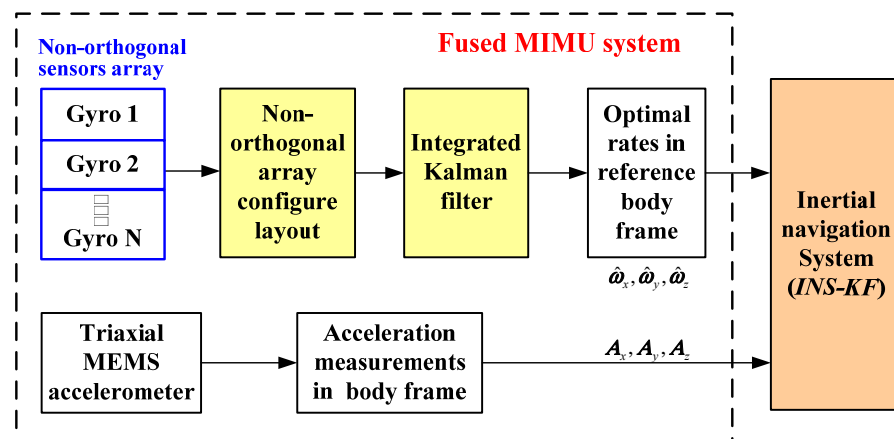 Fused MIMU system
Non-orthogonal
sensors array
Gyro 1
Gyro 2
Gyro N
Non-
orthogonal
array
configure
layout
Integrated
Kalman
filter
Optimal
rates in
reference
body
frame
ω̂x, ω̂y, ω̂z
Inertial
navigation
System
(INS-KF)
Triaxial
MEMS
accelerometer
Acceleration
measurements
in body frame
Ax, Ay, Az